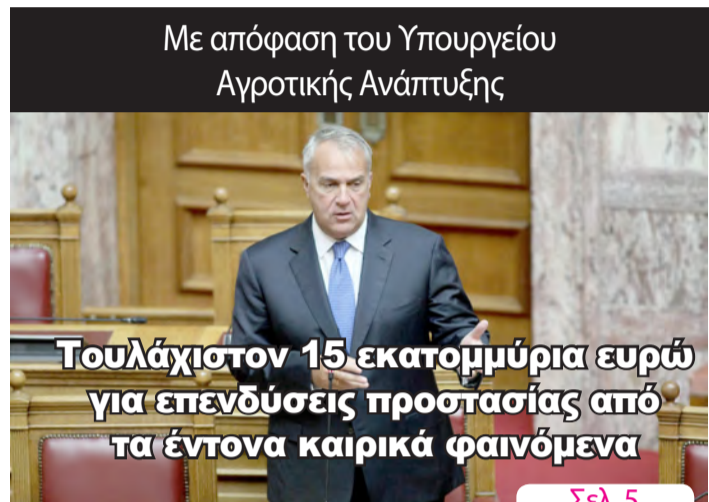 Με απόφαση του Υπουργείου
Αγροτικής Ανάπτυξης
Τουλάχιστον 15 εκατομμύρια ευρώ
για επενδύσεις προστασίας από
τα έντονα καιρικά φαινόμενα
Σελ. 5